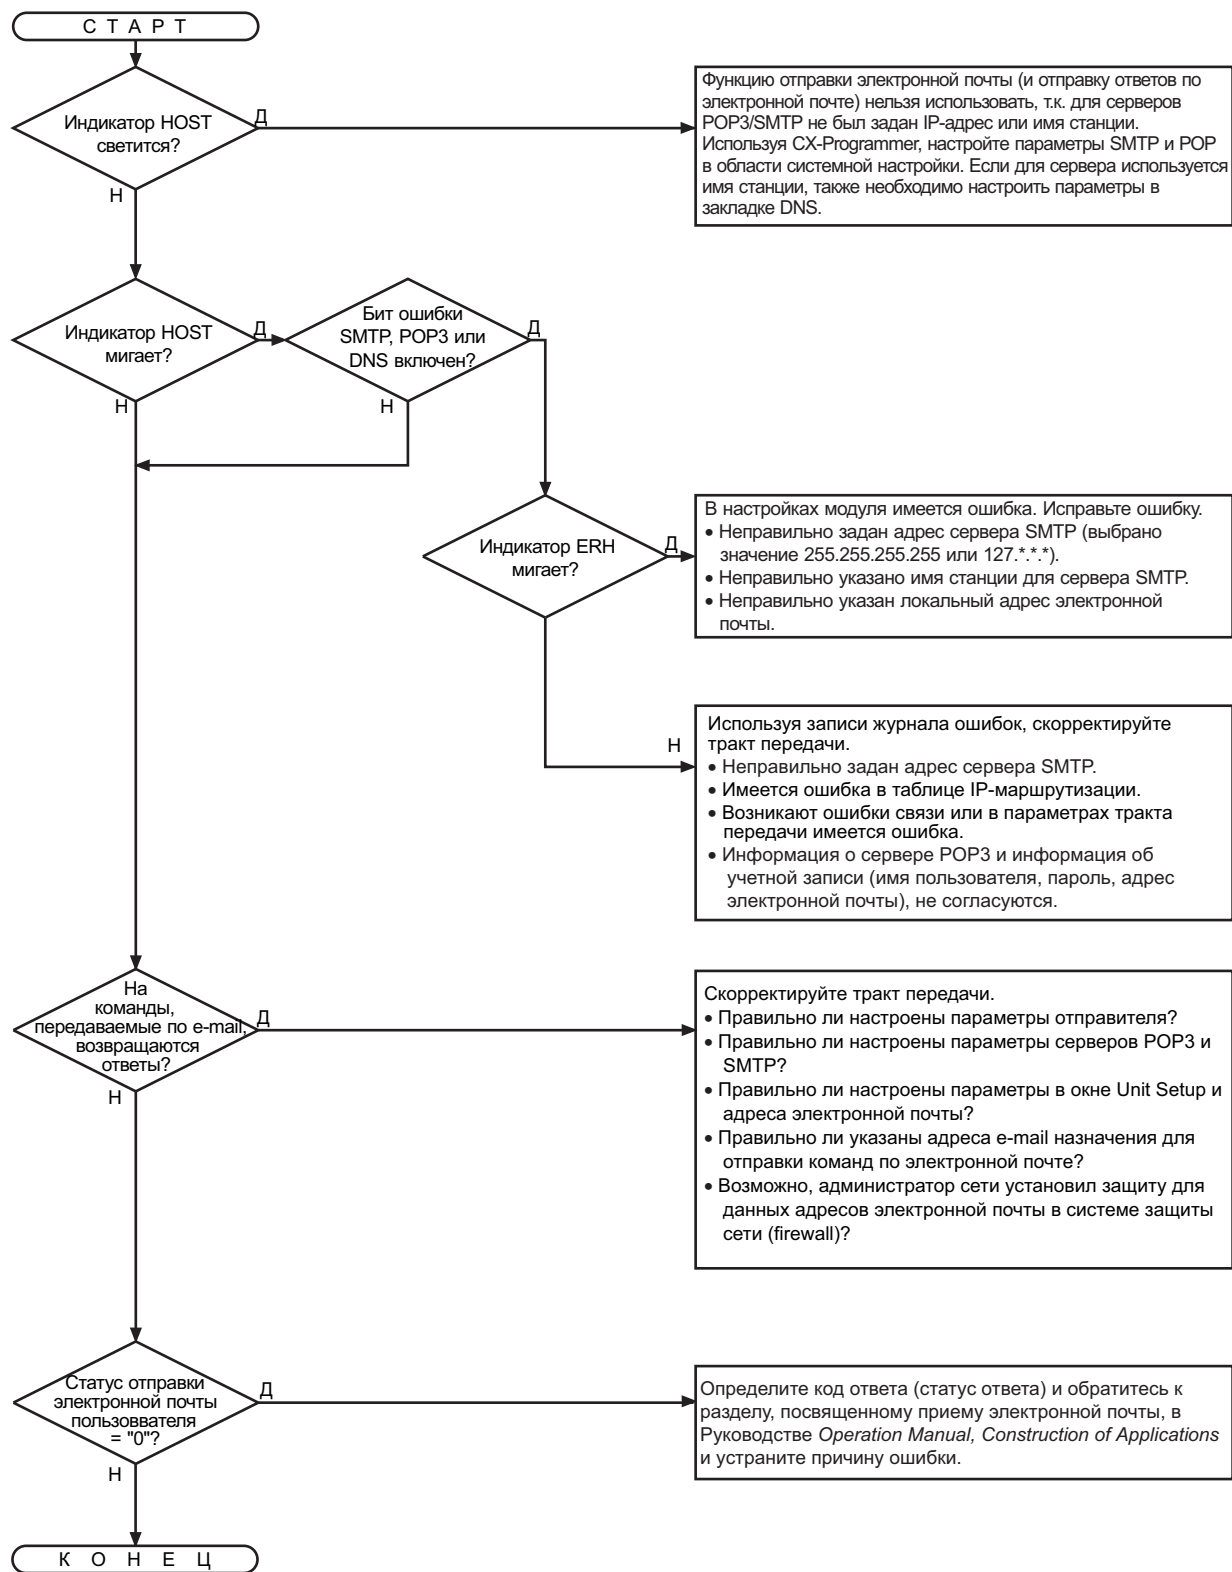 С Т А Р Т
Индикатор HOST
светится?
Д
Н
Функцию отправки электронной почты (и отправку ответов по
электронной почте) нельзя использовать, т.к. для серверов
POP3/SMTP не был задан IP-адрес или имя станции.
Используя CX-Programmer, настройте параметры SMTP и POP
в области системной настройки. Если для сервера используется
имя станции, также необходимо настроить параметры в
закладке DNS.
Индикатор HOST
мигает?
Д
Н
Бит ошибки
SMTP, POP3 или
DNS включен?
Д
Н
Индикатор ERH
мигает?
Д
Н
В настройках модуля имеется ошибка. Исправьте ошибку.
• Неправильно задан адрес сервера SMTP (выбрано
значение 255.255.255.255 или 127.*.*.*).
• Неправильно указано имя станции для сервера SMTP.
• Неправильно указан локальный адрес электронной
почты.
Используя записи журнала ошибок, скорректируйте
тракт передачи.
• Неправильно задан адрес сервера SMTP.
• Имеется ошибка в таблице IP-маршрутизации.
• Возникают ошибки связи или в параметрах тракта
передачи имеется ошибка.
• Информация о сервере POP3 и информация об
учетной записи (имя пользователя, пароль, адрес
электронной почты), не согласуются.
На
команды,
передаваемые по e-mail,
возвращаются
ответы?
Д
Н
Скорректируйте тракт передачи.
• Правильно ли настроены параметры отправителя?
• Правильно ли настроены параметры серверов POP3 и
SMTP?
• Правильно ли настроены параметры в окне Unit Setup и
адреса электронной почты?
• Правильно ли указаны адреса e-mail назначения для
отправки команд по электронной почте?
• Возможно, администратор сети установил защиту для
данных адресов электронной почты в системе защиты
сети (firewall)?
Статус отправки
электронной почты
пользоввателя
= "0"?
Д
Н
Определите код ответа (статус ответа) и обратитесь к
разделу, посвященному приему электронной почты, в
Руководстве Operation Manual, Construction of Applications
и устраните причину ошибки.
К О Н Е Ц